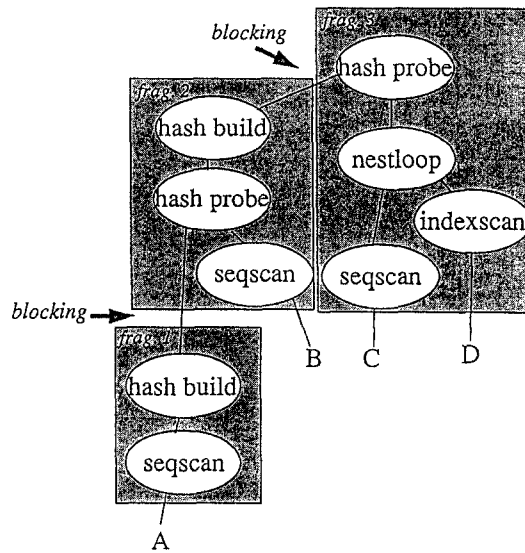 blocking
frag. 3
hash probe
frag. 2
hash build
nestloop
hash probe
indexscan
seqscan
seqscan
blocking
B
C
D
frag. 1
hash build
seqscan
A